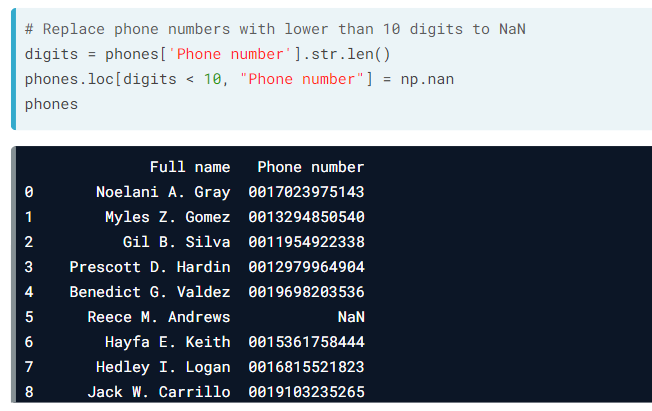 # Replace phone numbers with lower than 10 digits to NaN
digits = phones['Phone number'].str.len()
phones.loc[digits < 10, "Phone number"] = np.nan
phones
Full name Phone number
0 Noelani A. Gray 0017023975143
1 Myles Z. Gomez 0013294850540
2 Gil B. Silva 0011954922338
3 Prescott D. Hardin 0012979964904
4 Benedict G. Valdez 0019698203536
5 Reece M. Andrews NaN
6 Hayfa E. Keith 0015361758444
7 Hedley I. Logan 0016815521823
8 Jack W. Carrillo 0019103235265